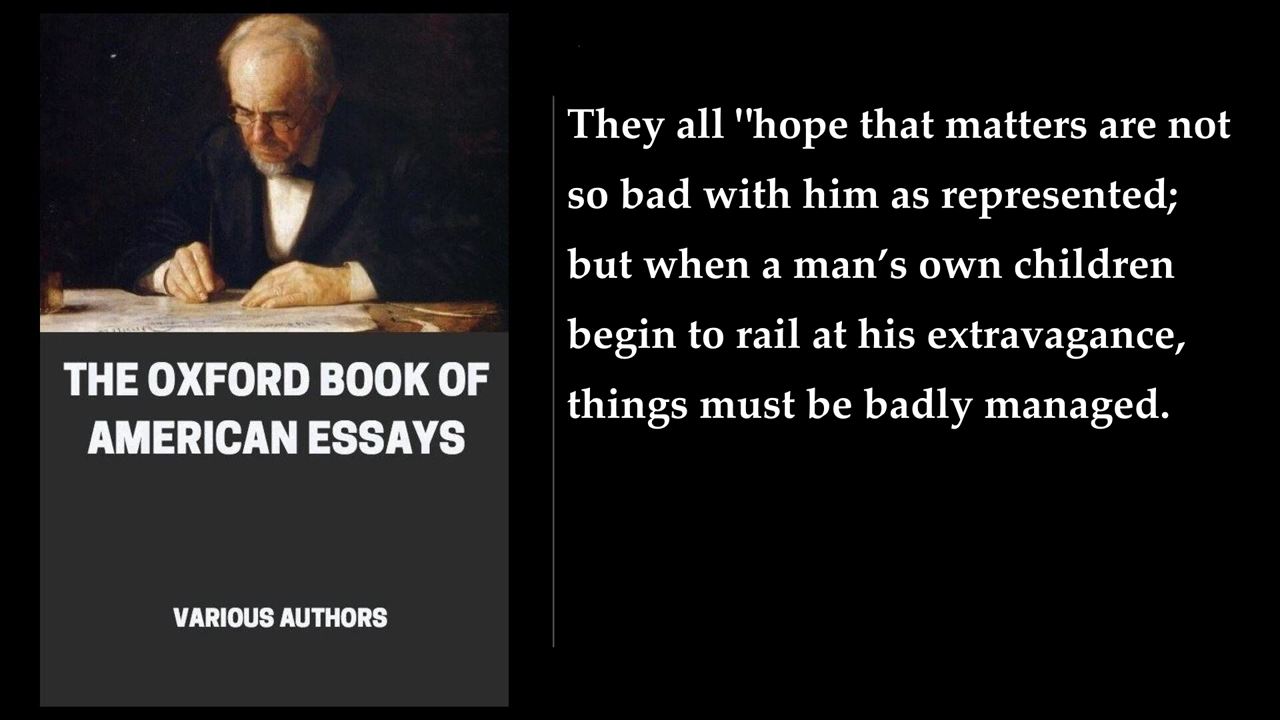 THE OXFORD BOOK OF
AMERICAN ESSAYS
VARIOUS AUTHORS
They all "hope that matters are not
so bad with him as represented;
but when a man’s own children
begin to rail at his extravagance,
things must be badly managed.